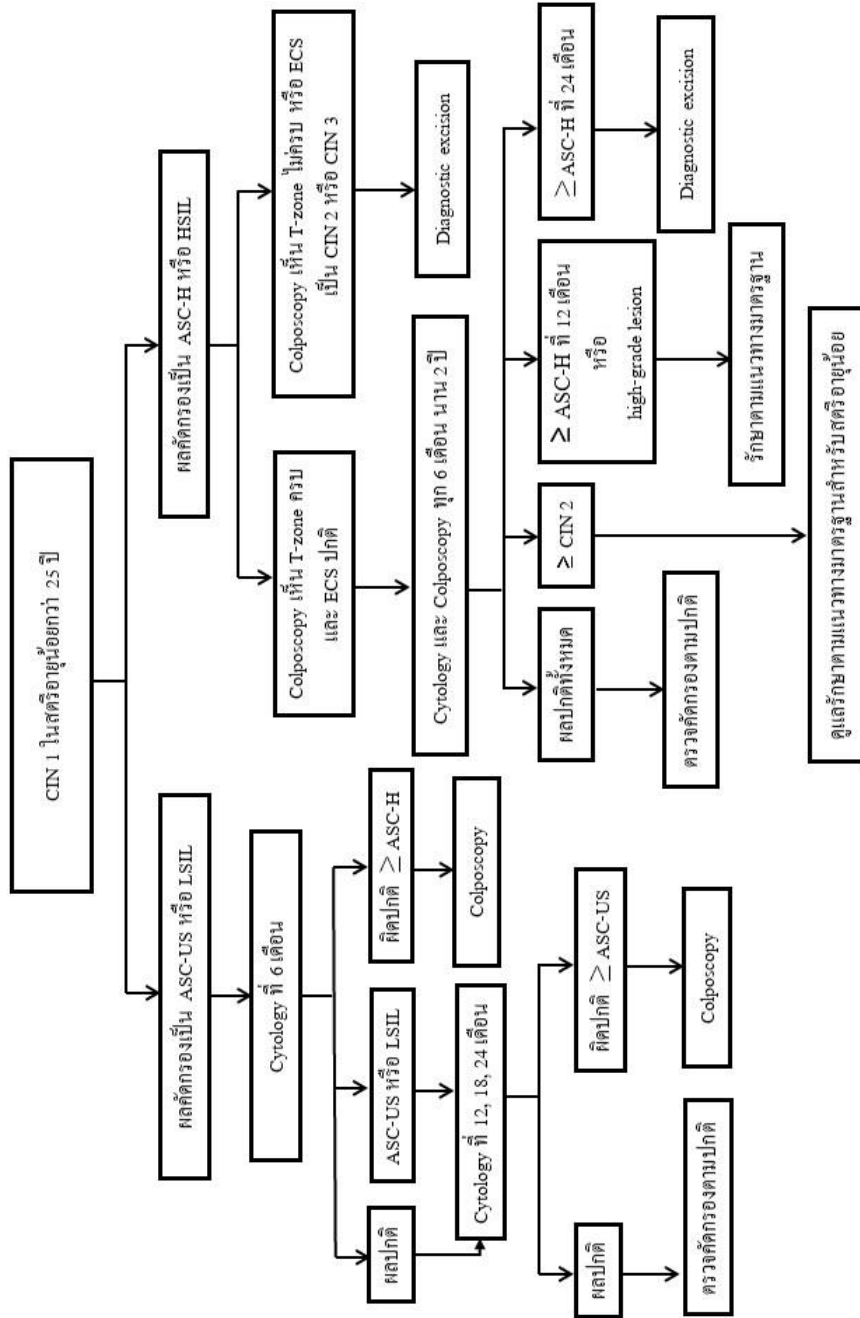 CIN 1 ในสตรีอายุน้อยกว่า 25 ปี
ผลคัดกรองเป็น ASC-US หรือ LSIL
Cytology ที่ 6 เดือน
ผลปกติ
ASC-US หรือ LSIL
ผิดปกติ ≥ ASC-H
Cytology ที่ 12, 18, 24 เดือน
Colposcopy
ผลปกติ
ผิดปกติ ≥ ASC-US
ตรวจคัดกรองตามปกติ
Colposcopy
ผลคัดกรองเป็น ASC-H หรือ HSIL
Colposcopy เห็น T-zone ครบ
และ ECS ปกติ
Colposcopy เห็น T-zone ไม่ครบ หรือ ECS
เป็น CIN 2 หรือ CIN 3
Cytology และ Colposcopy ทุก 6 เดือน นาน 2 ปี
Diagnostic excision
ผลปกติทั้งหมด
≥ CIN 2
≥ ASC-H ที่ 12 เดือน
หรือ
high-grade lesion
≥ ASC-H ที่ 24 เดือน
ตรวจคัดกรองตามปกติ
รักษาตามแนวทางมาตรฐาน
Diagnostic excision
ดูแลรักษาตามแนวทางมาตรฐานสำหรับสตรีอายุน้อย